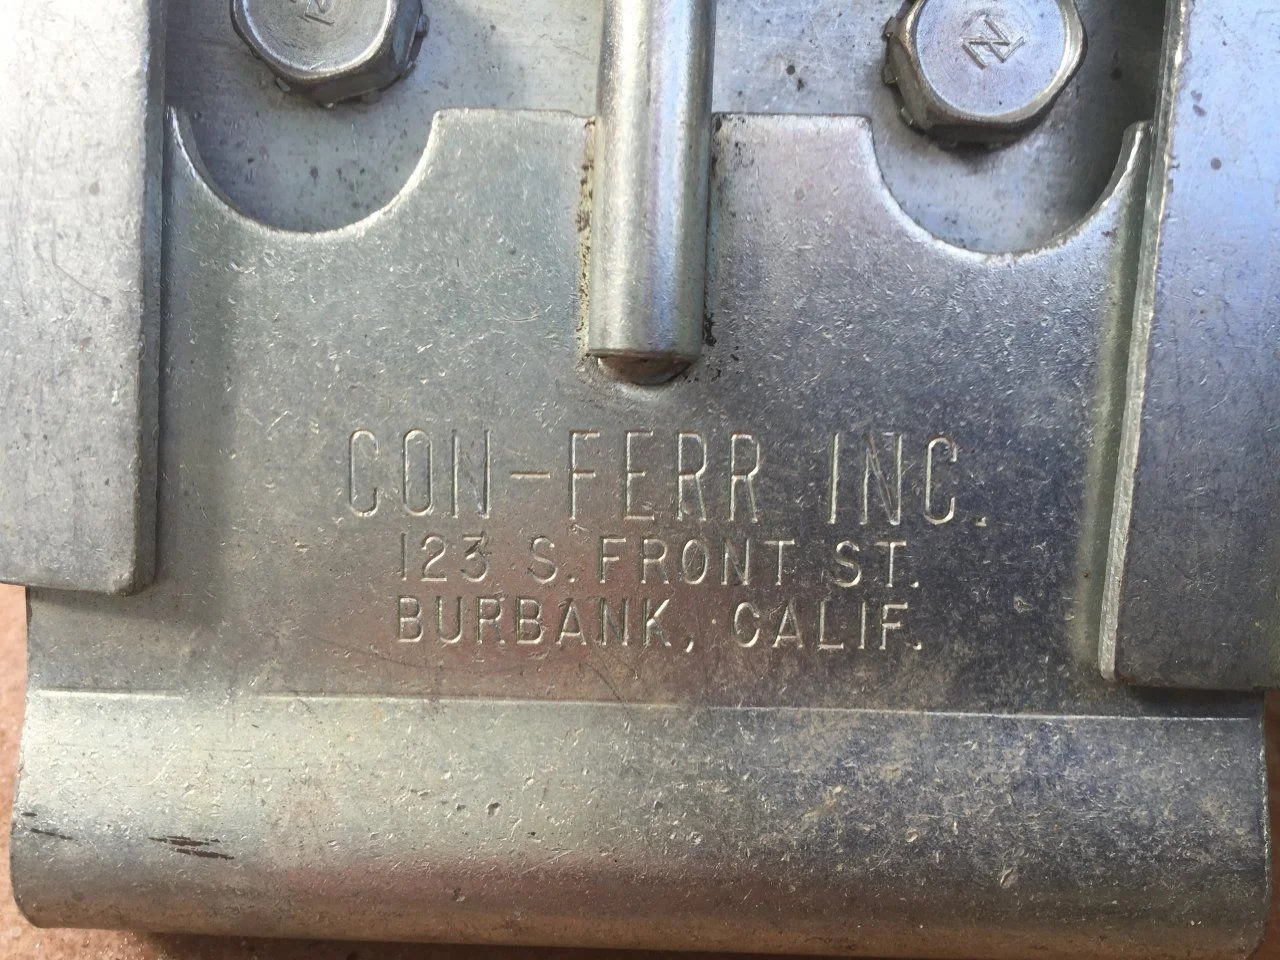 N
N
CON-FERR INC.
123 S. FRONT ST.
BURBANK, CALIF.